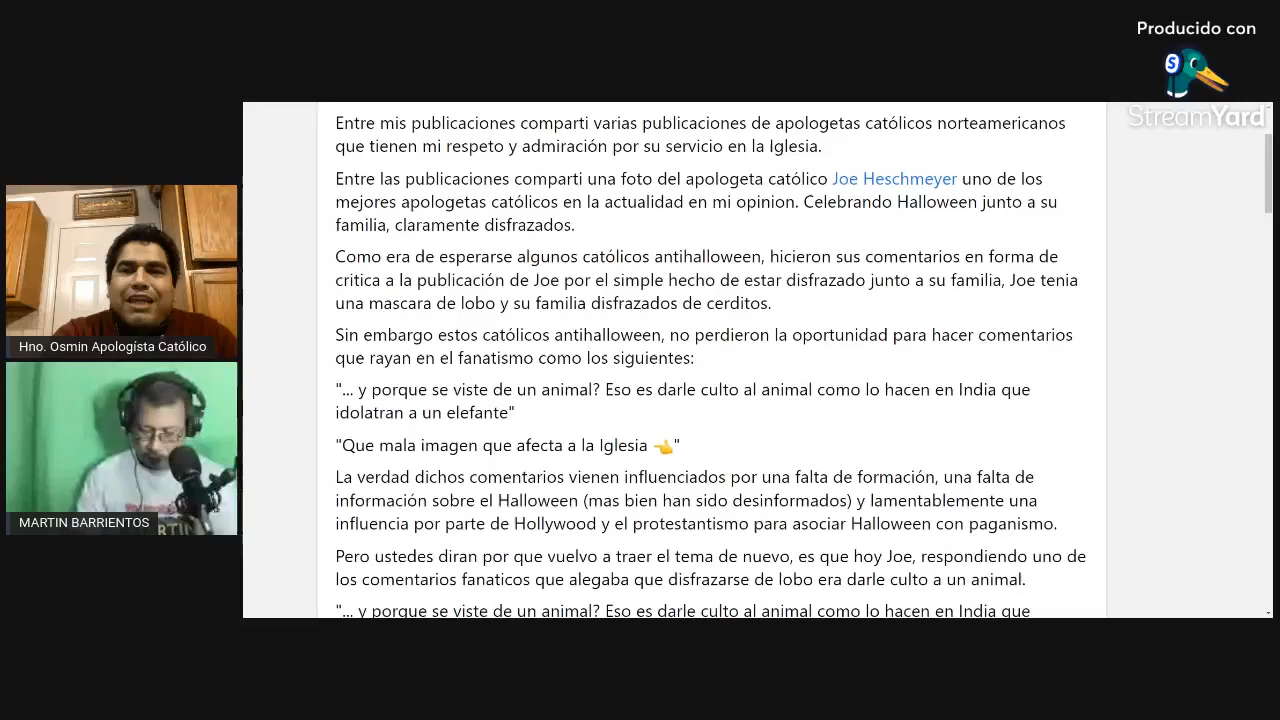 Producido con
StreamYard
Entre mis publicaciones comparti varias publicaciones de apologetas católicos norteamericanos
que tienen mi respeto y admiración por su servicio en la Iglesia.
Entre las publicaciones comparti una foto del apologeta católico Joe Heschmeyer uno de los
mejores apologetas católicos en la actualidad en mi opinion. Celebrando Halloween junto a su
familia, claramente disfrazados.
Como era de esperarse algunos católicos antihalloween, hicieron sus comentarios en forma de
critica a la publicación de Joe por el simple hecho de estar disfrazado junto a su familia, Joe tenia
una mascara de lobo y su familia disfrazados de cerditos.
Sin embargo estos católicos antihalloween, no perdieron la oportunidad para hacer comentarios
que rayan en el fanatismo como los siguientes:
"... y porque se viste de un animal? Eso es darle culto al animal como lo hacen en India que
idolatran a un elefante"
"Que mala imagen que afecta a la Iglesia 👈"
La verdad dichos comentarios vienen influenciados por una falta de formación, una falta de
información sobre el Halloween (mas bien han sido desinformados) y lamentablemente una
influencia por parte de Hollywood y el protestantismo para asociar Halloween con paganismo.
Pero ustedes diran por que vuelvo a traer el tema de nuevo, es que hoy Joe, respondiendo uno de
los comentarios fanaticos que alegaba que disfrazarse de lobo era darle culto a un animal.
"... y porque se viste de un animal? Eso es darle culto al animal como lo hacen en India que
Hno. Osmin Apologísta Católico
MARTIN BARRIENTOS